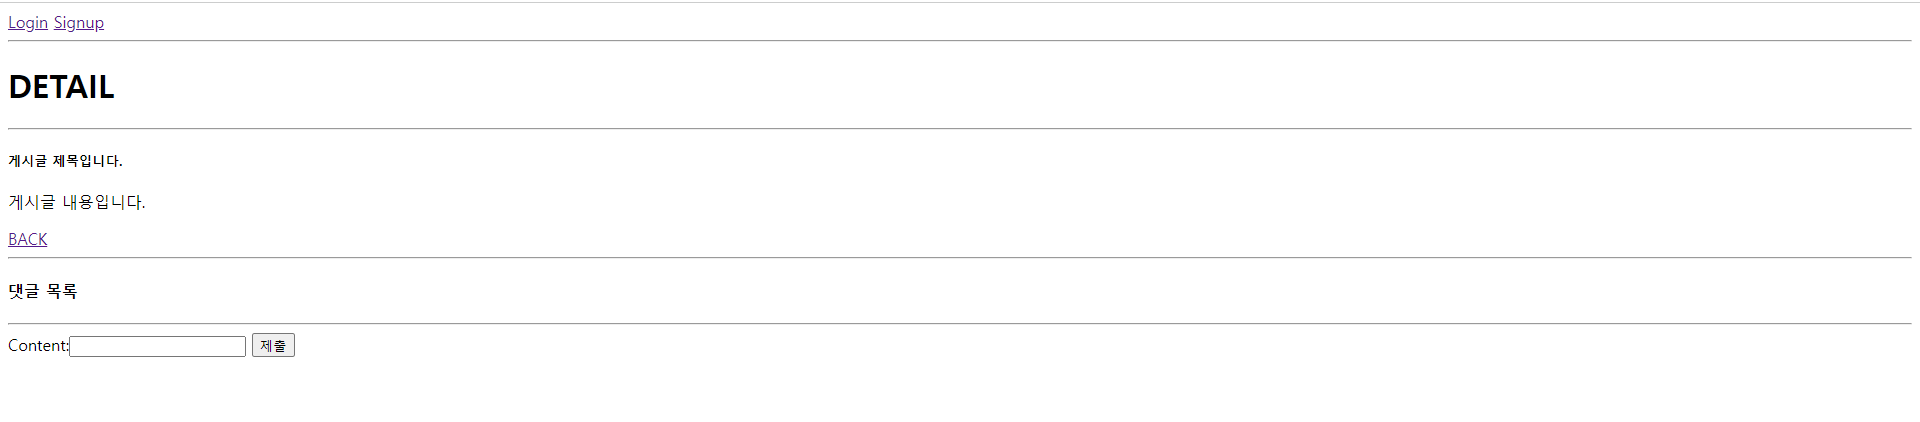 Login Signup
DETAIL
게시글 제목입니다.
게시글 내용입니다.
BACK
댓글 목록
Content: 제출